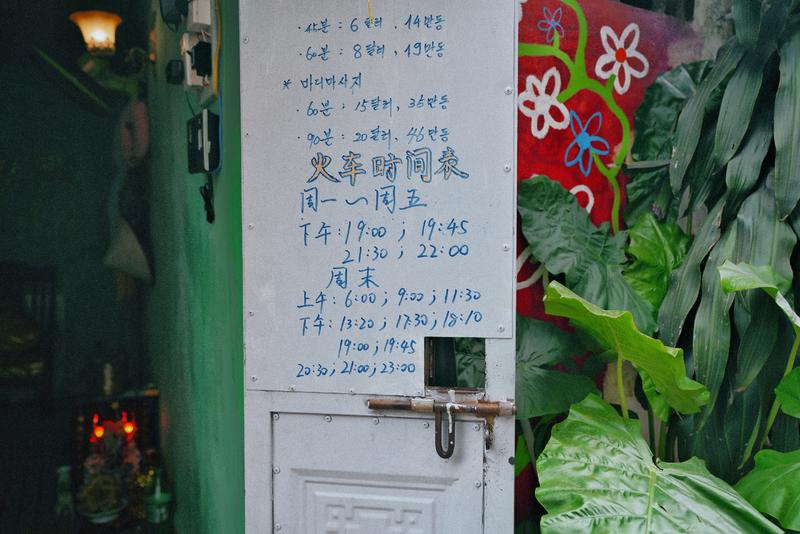 · 45분 : 6 달러 , 14만동
· 60분 : 8 달러 , 19만동
* 바디마사지
· 60분 : 15달러 , 35만동
· 90분 : 20달러 , 46만동
火车时间表
周一～周五
下午:19:00 ; 19:45
21:30 ; 22:00
周末
上午: 6:00 ; 9:00 ; 11:30
下午: 13:20 ; 17:30 ; 18:10
19:00 ; 19:45
20:30 ; 21:00 ; 23:00